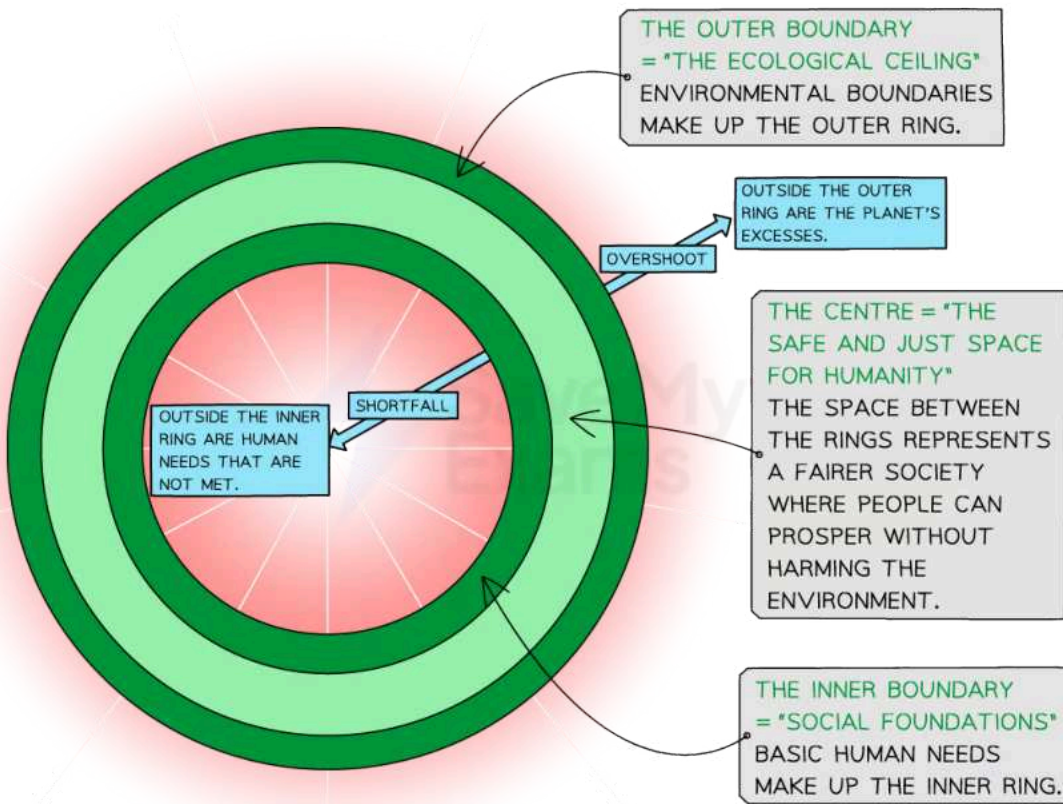 THE OUTER BOUNDARY
= "THE ECOLOGICAL CEILING"
ENVIRONMENTAL BOUNDARIES
MAKE UP THE OUTER RING.
OUTSIDE THE OUTER
RING ARE THE PLANET'S
EXCESSES.
OVERSHOOT
THE CENTRE = "THE
SAFE AND JUST SPACE
FOR HUMANITY"
THE SPACE BETWEEN
THE RINGS REPRESENTS
A FAIRER SOCIETY
WHERE PEOPLE CAN
PROSPER WITHOUT
HARMING THE
ENVIRONMENT.
SHORTFALL
OUTSIDE THE INNER
RING ARE HUMAN
NEEDS THAT ARE
NOT MET.
Save My
Exams
THE INNER BOUNDARY
= "SOCIAL FOUNDATIONS"
BASIC HUMAN NEEDS
MAKE UP THE INNER RING.